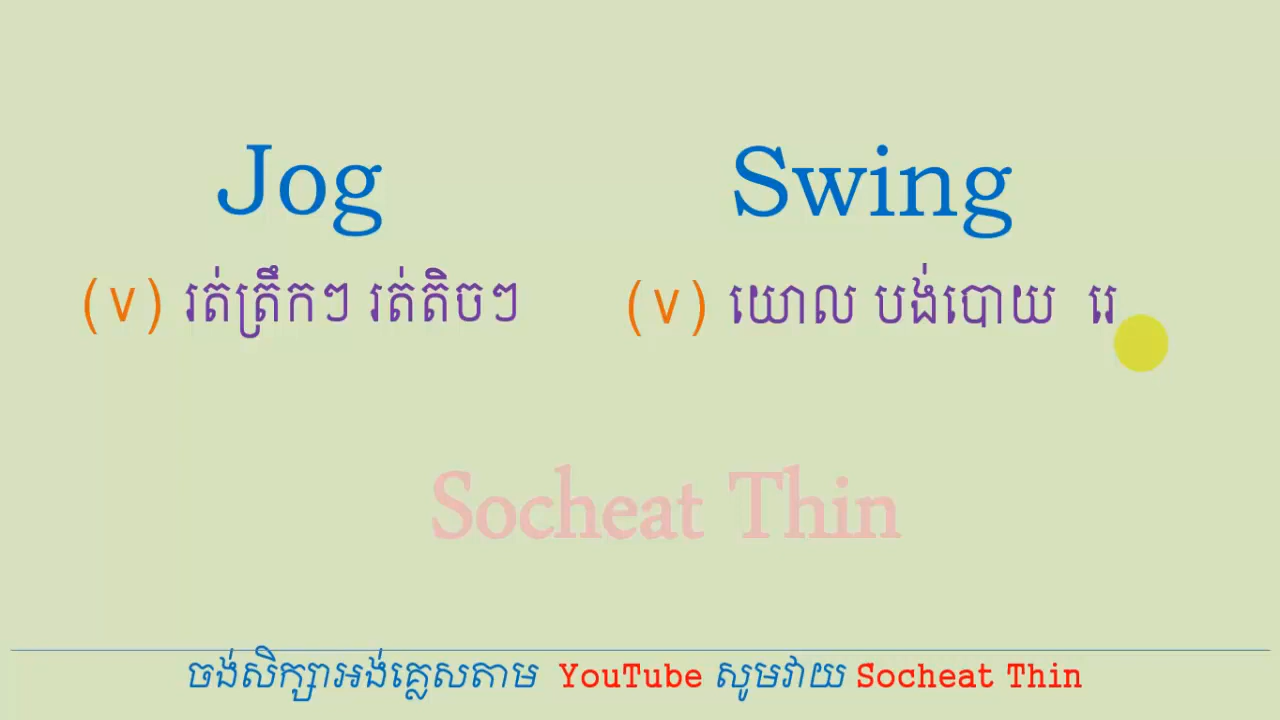 Jog Swing
(v) រត់ត្រឹកៗ រត់តិចៗ (v) យោល បង់បោយ រេ
Socheat Thin
ចង់សិក្សាអង់គ្លេសតាម YouTube សូមវាយ Socheat Thin